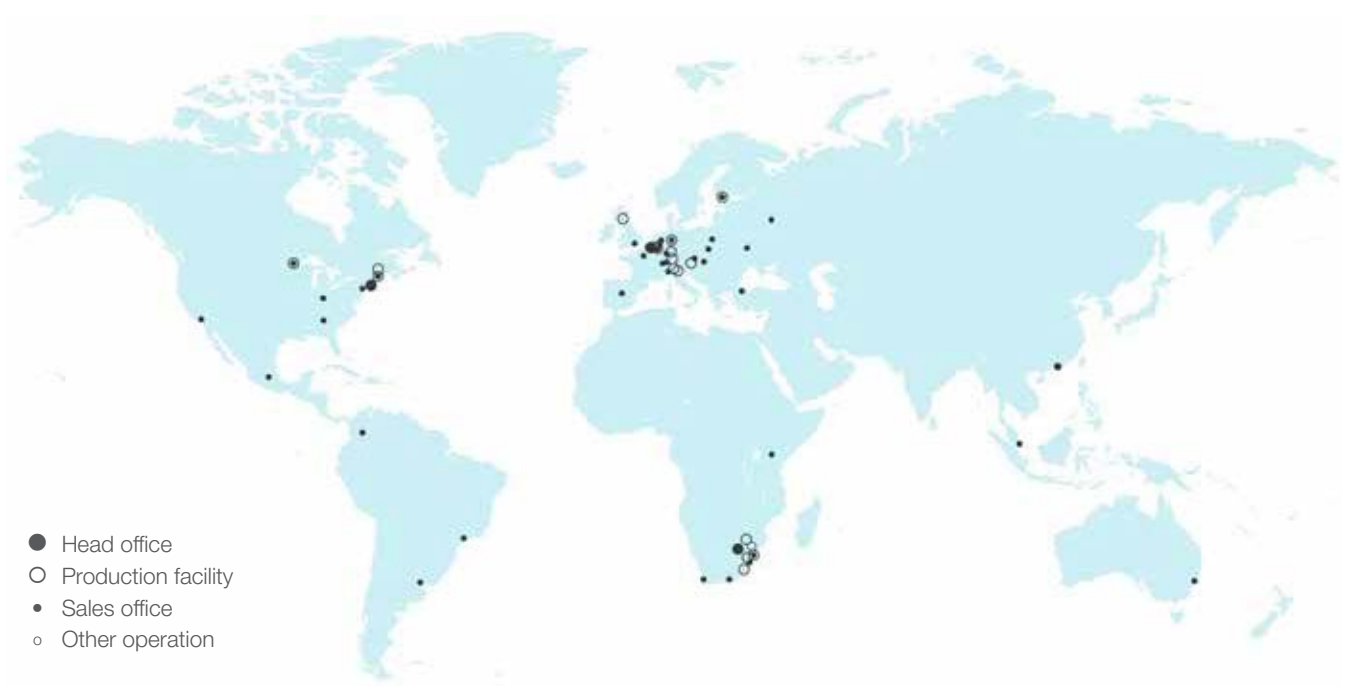 Head office
Production facility
Sales office
Other operation